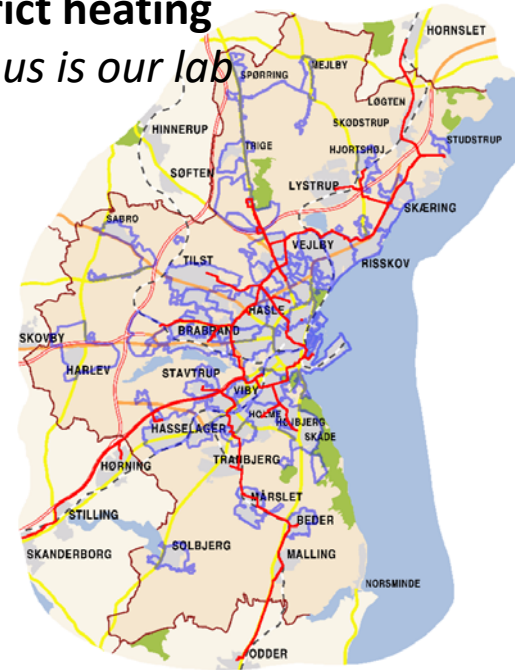 rict heating
us is our lab
HORNSLET
MEJLBY
SPØRRING
LØGTEN
SKØDSTRUP
HINNERUP
STUDSTRUP
TRIGE
HJORTSHØJ
SØFTEN
LYSTRUP
SKÆRING
SABRO
VEJLBY
TILST
RISSKOV
HASLE
BRABRAND
SKOVBY
HARLEV
STAVTRUP
VIBY
HOLME
HØJBJERG
HASSELAGER
SKÅDE
TRANBJERG
HØRNING
MÅRSLET
STILLING
BEDER
SOLBJERG
SKANDERBORG
MALLING
NORSMINDE
ODDER